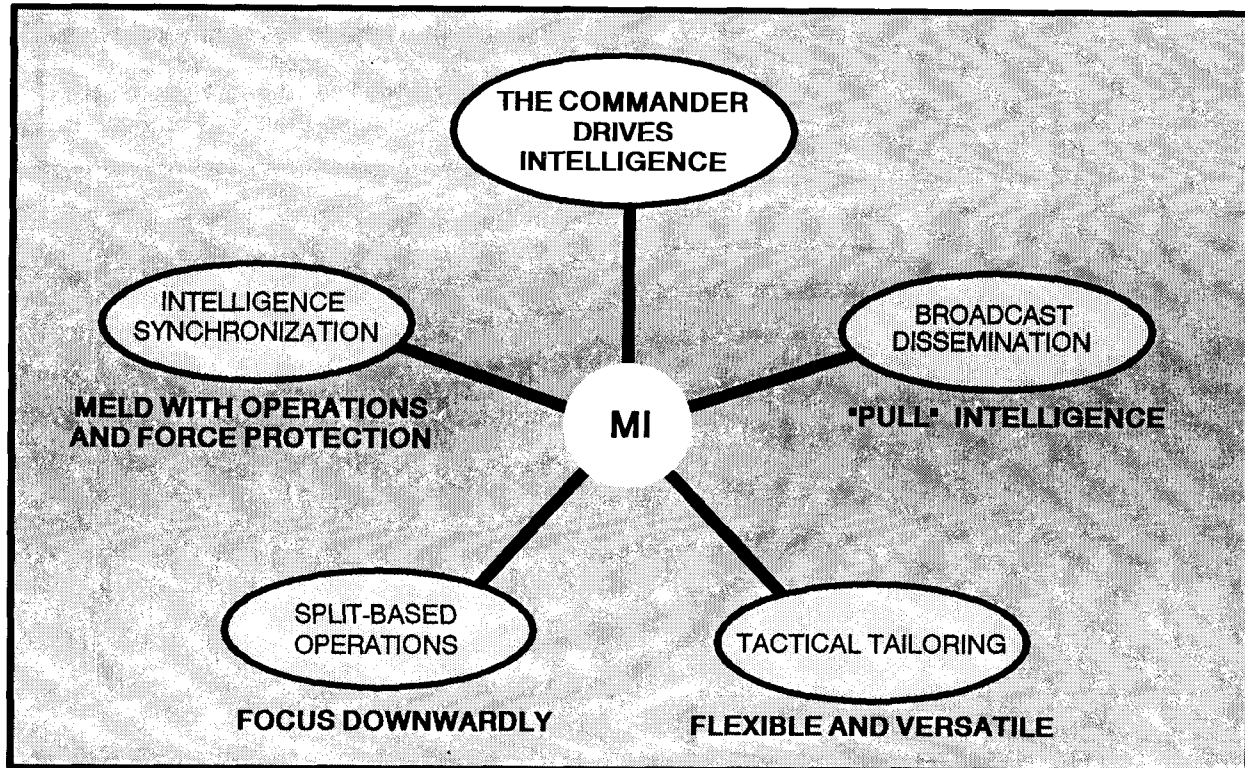 THE COMMANDER
DRIVES
INTELLIGENCE
INTELLIGENCE
SYNCHRONIZATION
MELD WITH OPERATIONS
AND FORCE PROTECTION
BROADCAST
DISSEMINATION
"PULL" INTELLIGENCE
MI
SPLIT-BASED
OPERATIONS
FOCUS DOWNWARDLY
TACTICAL TAILORING
FLEXIBLE AND VERSATILE